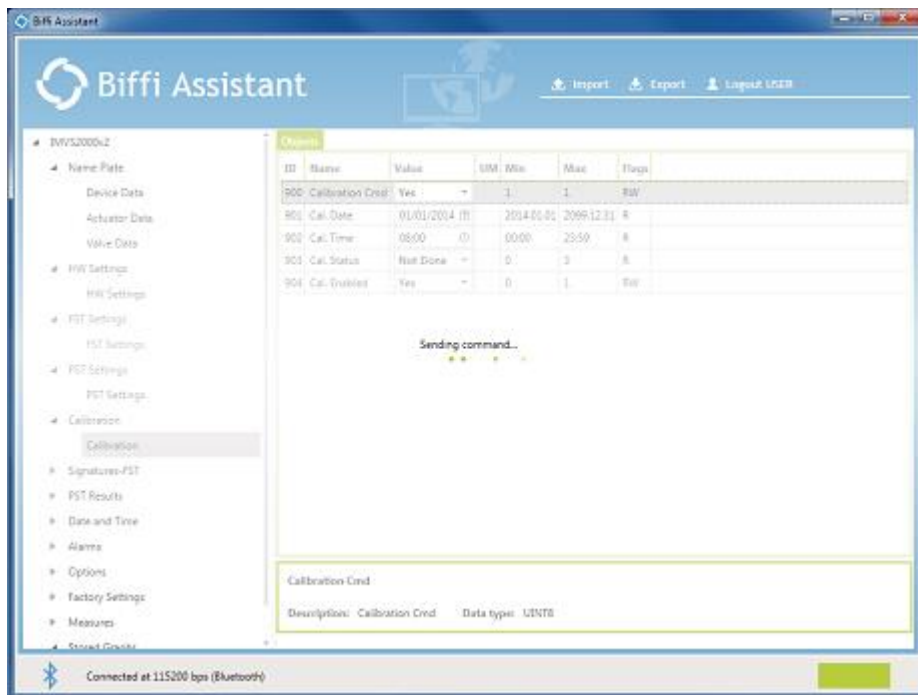 Biffi Assistant
Biffi Assistant
Import Export Logout USER
IMVS2000v2
Name Plate
Device Data
Actuator Data
Valve Data
HW Settings
HW Settings
FST Settings
FST Settings
PST Settings
PST Settings
Calibration
Calibration
Signatures-FST
PST Results
Date and Time
Alarms
Options
Factory Settings
Measures
Stored Graphs
Objects
ID Name Value UM Min Max Flags
900 Calibration Cmd Yes 1 1 RW
901 Cal. Date 01/01/2014 2014.01.01 2099.12.31 R
902 Cal. Time 08:00 00:00 23:59 R
903 Cal. Status Not Done 0 3 R
904 Cal. Enabled Yes 0 1 RW
Sending command...
Calibration Cmd
Description: Calibration Cmd Data type: UINT8
Connected at 115200 bps (Bluetooth)